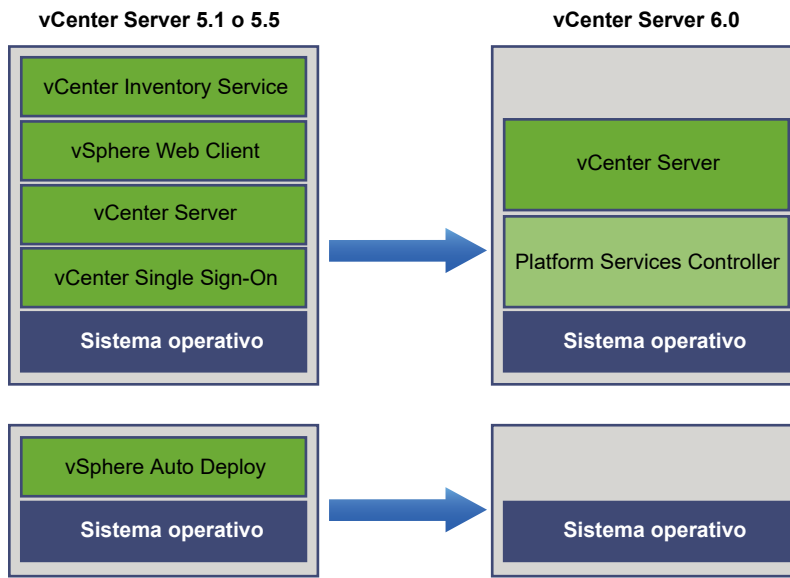 vCenter Server 5.1 o 5.5
vCenter Inventory Service
vSphere Web Client
vCenter Server
vCenter Single Sign-On
Sistema operativo
vSphere Auto Deploy
Sistema operativo
vCenter Server 6.0
vCenter Server
Platform Services Controller
Sistema operativo
Sistema operativo